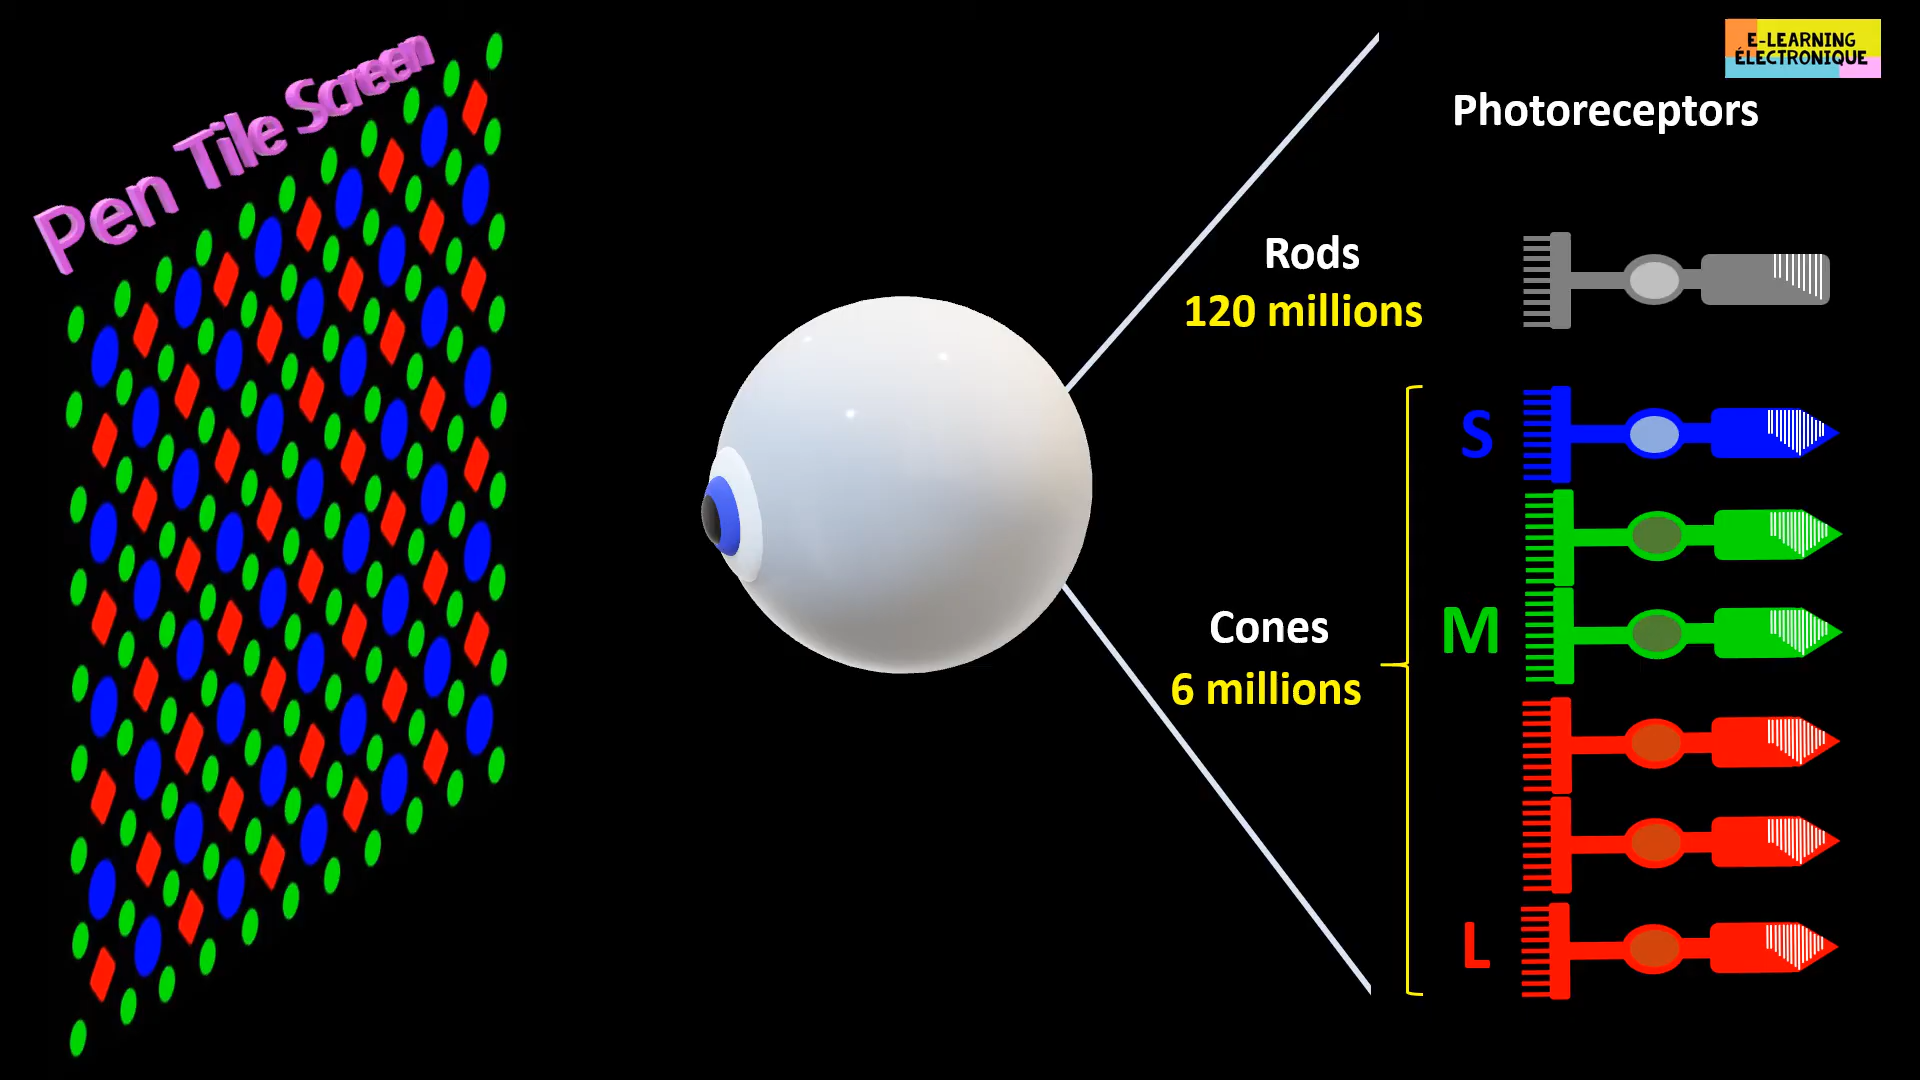 Pen Tile Screen
E-LEARNING
ÉLECTRONIQUE
Photoreceptors
Rods
120 millions
S
M
Cones
6 millions
L